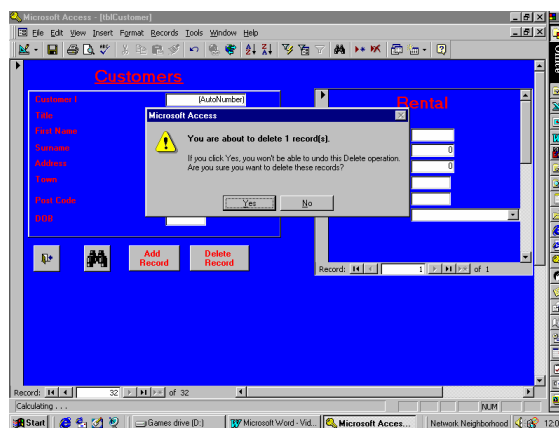 Microsoft Access - [tblCustomer]
File Edit View Insert Format Records Tools Window Help
Customers
Customer I
(AutoNumber)
Title
First Name
Surname
Address
Town
Post Code
DOB
Rental
0
0
Microsoft Access
You are about to delete 1 record(s).
If you click Yes, you won't be able to undo this Delete operation.
Are you sure you want to delete these records?
Yes
No
Add Record
Delete Record
Record: 1 of 1
Record: 32 of 32
Calculating . . .
NUM
Office
Start
Games drive (D:)
Microsoft Word - Vid...
Microsoft Acces...
Network Neighborhood